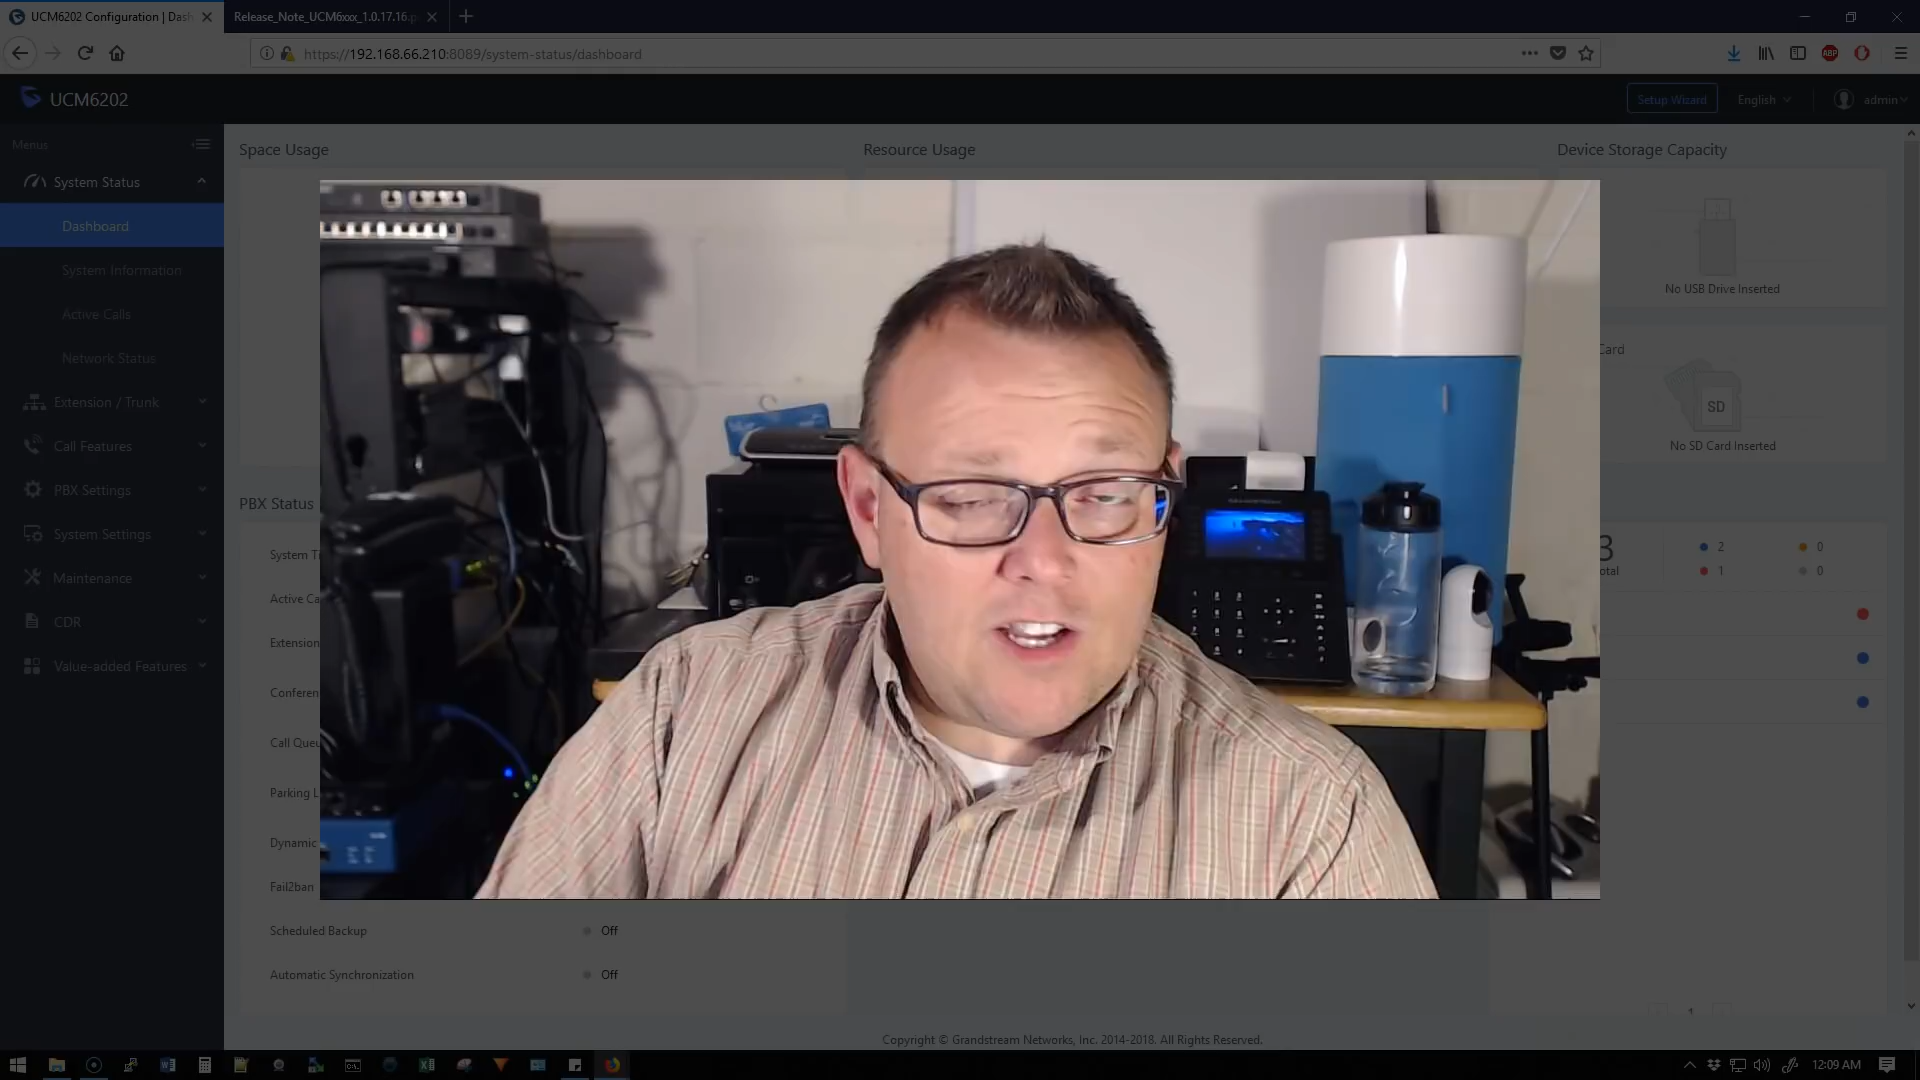 UCM6202 Configuration | Dash
Release_Note_UCM6xxx_1.0.17.16.p
https://192.168.66.210:8089/system-status/dashboard
ABP
UCM6202
Setup Wizard
English
admin
Menus
System Status
Dashboard
System Information
Active Calls
Network Status
Extension / Trunk
Call Features
PBX Settings
System Settings
Maintenance
CDR
Value-added Features
Space Usage
Resource Usage
Device Storage Capacity
No USB Drive Inserted
Card
SD
No SD Card Inserted
PBX Status
System Ti
Active Ca
Extension
Conferen
Call Queu
Parking L
Dynamic
Fail2ban
Scheduled Backup
Off
Automatic Synchronization
Off
3
otal
2
0
1
0
1
Copyright © Grandstream Networks, Inc. 2014-2018. All Rights Reserved.
12:09 AM